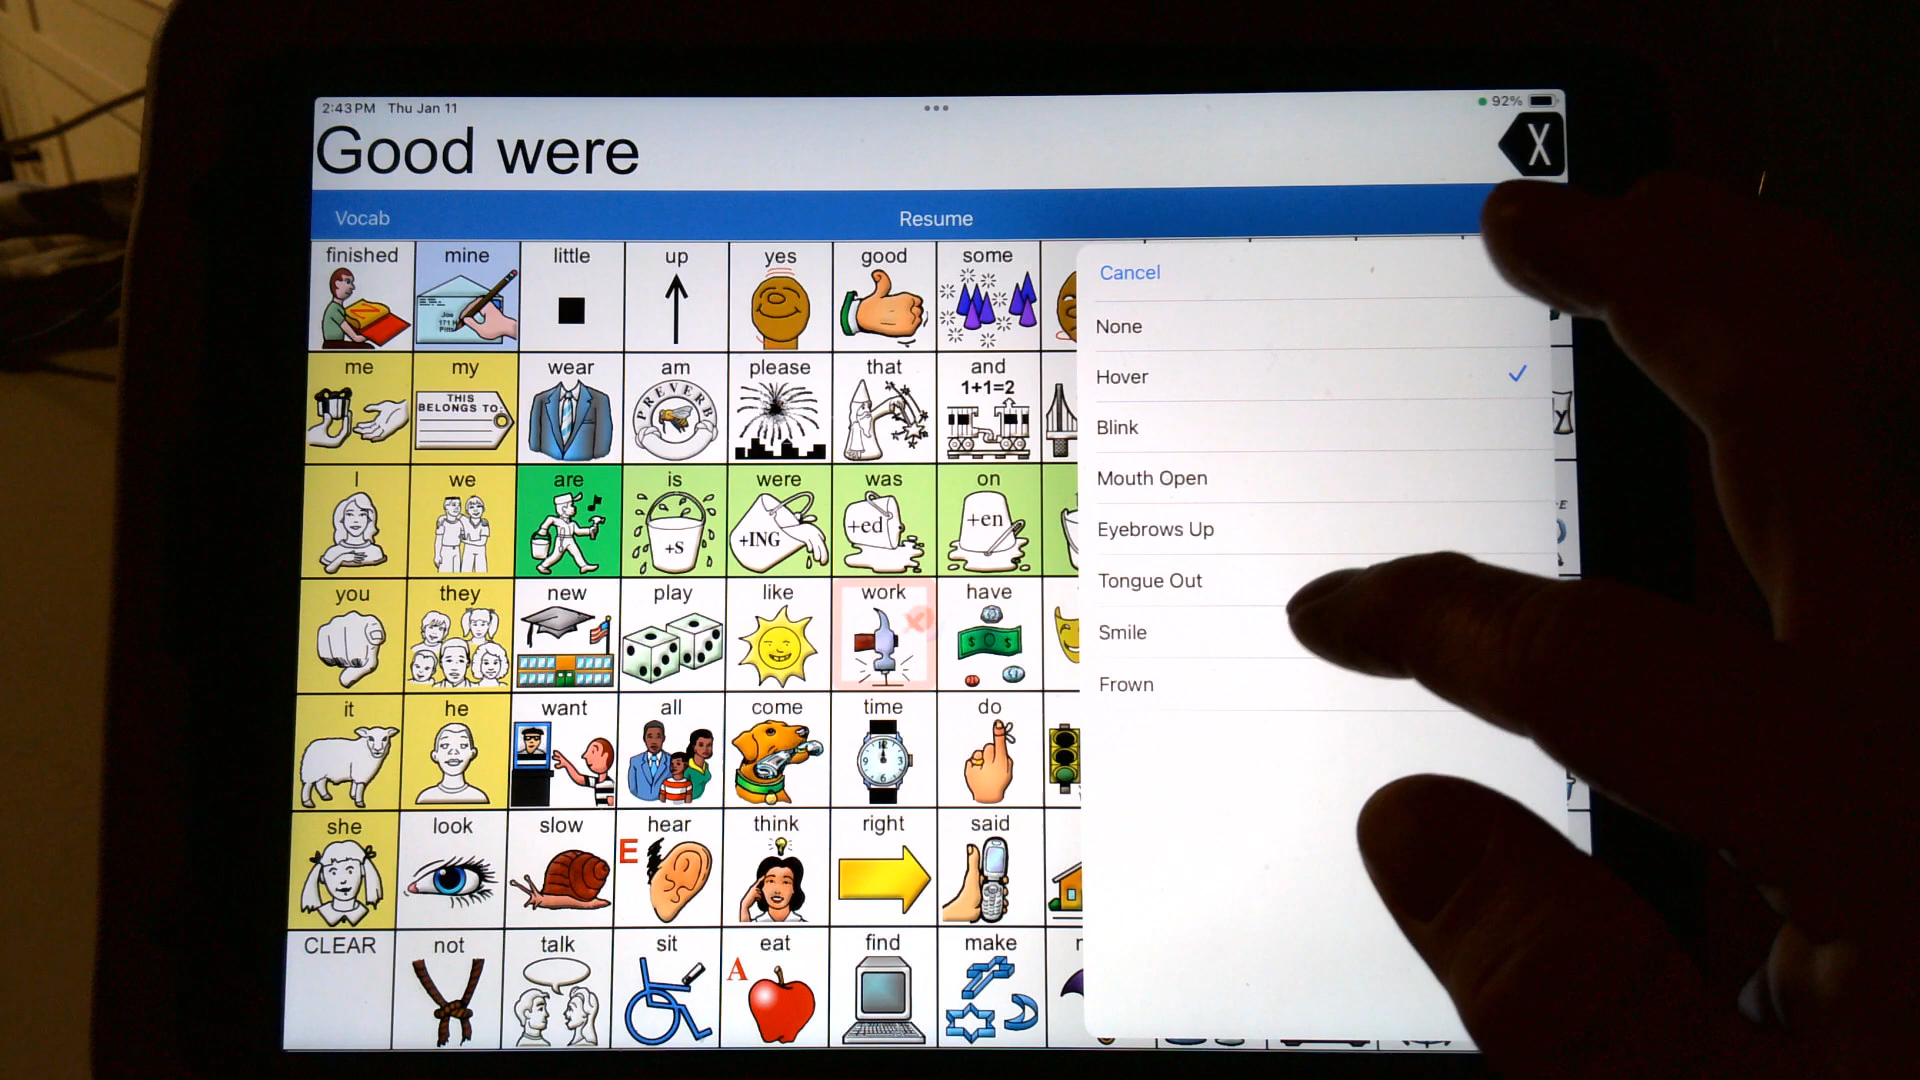 2:43 PM Thu Jan 11
92%
Good were
X
Vocab
Resume
finished mine little up yes good some
Joe
171 H
Pitts
me my wear am please that and
THIS
BELONGS TO:
PREVERB
1+1=2
I we are is were was on
+S
+ING
+ed
+en
you they new play like work have
it he want all come time do
she look slow hear think right said
E
CLEAR not talk sit eat find make
A
Cancel
None
Hover
Blink
Mouth Open
Eyebrows Up
Tongue Out
Smile
Frown